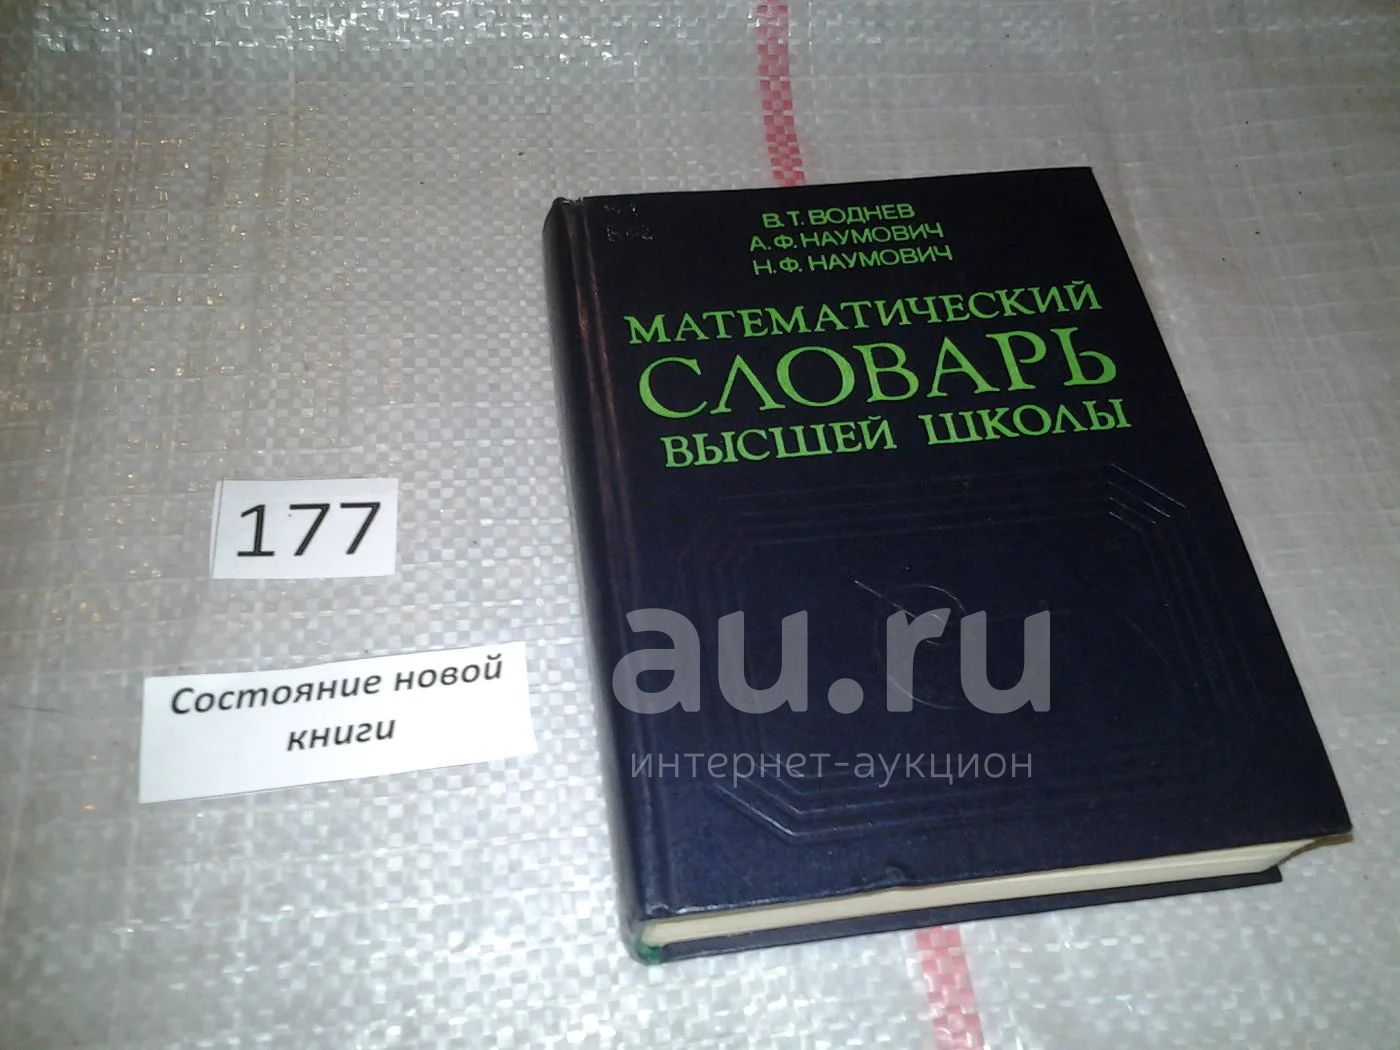 В. Т. ВОДНЕВ
А. Ф. НАУМОВИЧ
Н. Ф. НАУМОВИЧ
МАТЕМАТИЧЕСКИЙ
СЛОВАРЬ
ВЫСШЕЙ ШКОЛЫ
177
Состояние новой
книги
au.ru
интернет-аукцион